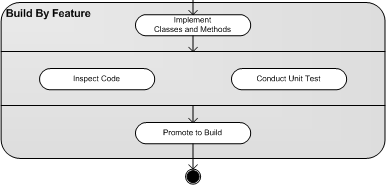 Build By Feature
Implement
Classes and Methods
Inspect Code
Conduct Unit Test
Promote to Build